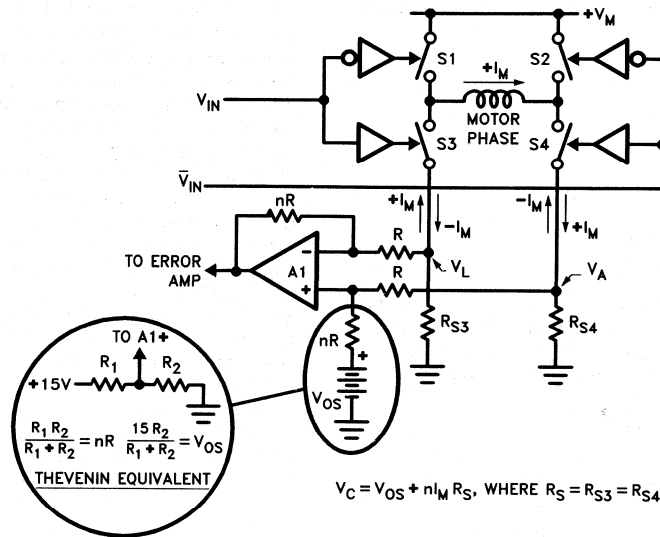 +V_M
S1
S2
+I_M
V_IN
MOTOR
PHASE
S3
S4
V̅_IN
+I_M
-I_M
-I_M
+I_M
nR
TO ERROR
AMP
A1
-
+
R
R
V_L
V_A
R_S3
R_S4
nR
+
V_OS
TO A1+
R_1
R_2
+15V
R_1 R_2 / R_1 + R_2 = nR
15 R_2 / R_1 + R_2 = V_OS
THEVENIN EQUIVALENT
V_C = V_OS + nI_M R_S, WHERE R_S = R_S3 = R_S4